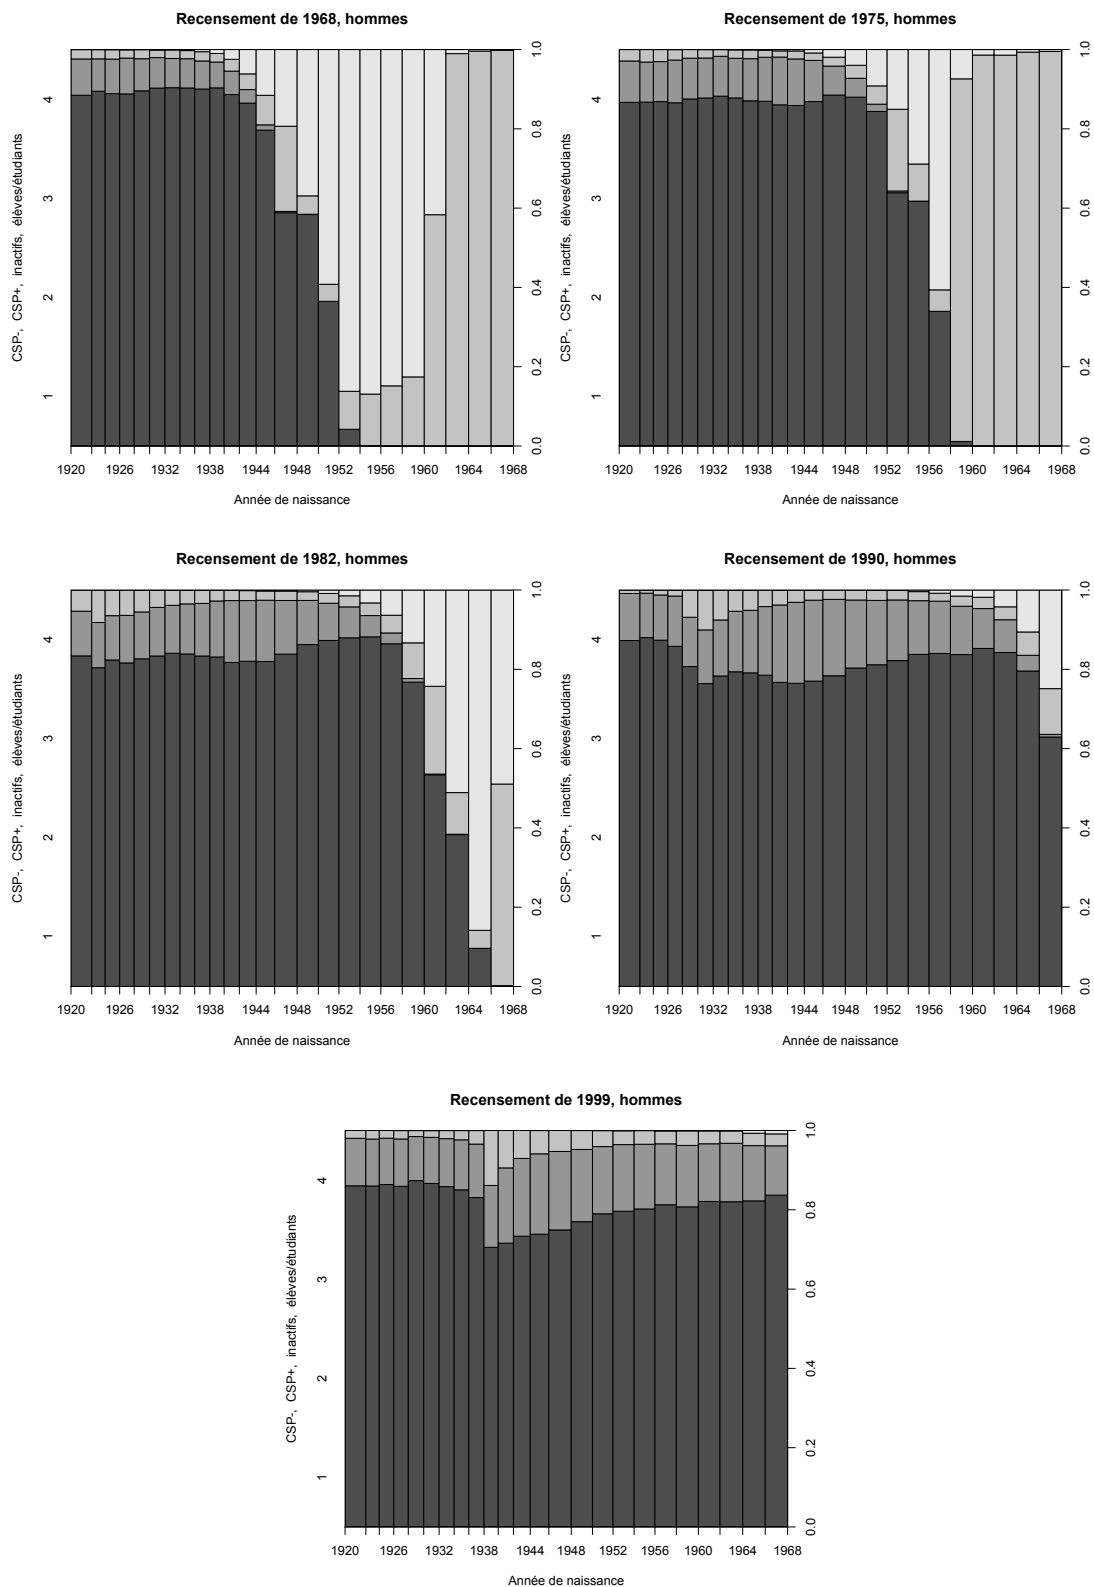 Recensement de 1968, hommes
CSP-, CSP+, inactifs, élèves/étudiants
1 2 3 4
0.0 0.2 0.4 0.6 0.8 1.0
1920 1926 1932 1938 1944 1948 1952 1956 1960 1964 1968
Année de naissance
Recensement de 1975, hommes
CSP-, CSP+, inactifs, élèves/étudiants
1 2 3 4
0.0 0.2 0.4 0.6 0.8 1.0
1920 1926 1932 1938 1944 1948 1952 1956 1960 1964 1968
Année de naissance
Recensement de 1982, hommes
CSP-, CSP+, inactifs, élèves/étudiants
1 2 3 4
0.0 0.2 0.4 0.6 0.8 1.0
1920 1926 1932 1938 1944 1948 1952 1956 1960 1964 1968
Année de naissance
Recensement de 1990, hommes
CSP-, CSP+, inactifs, élèves/étudiants
1 2 3 4
0.0 0.2 0.4 0.6 0.8 1.0
1920 1926 1932 1938 1944 1948 1952 1956 1960 1964 1968
Année de naissance
Recensement de 1999, hommes
CSP-, CSP+, inactifs, élèves/étudiants
1 2 3 4
0.0 0.2 0.4 0.6 0.8 1.0
1920 1926 1932 1938 1944 1948 1952 1956 1960 1964 1968
Année de naissance